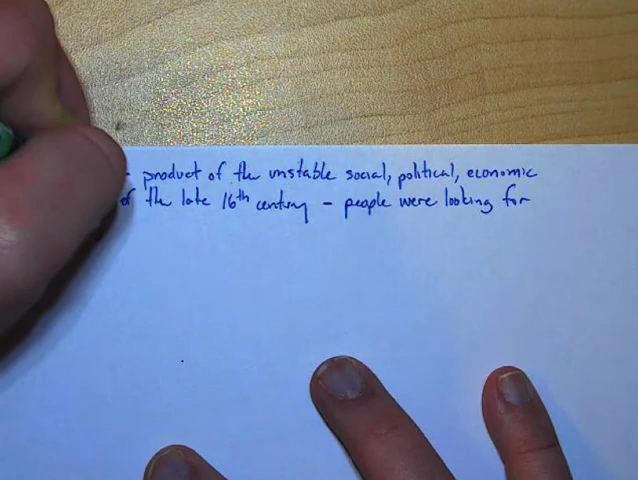 - product of the unstable social, political, economic
of the late 16th century - people were looking for